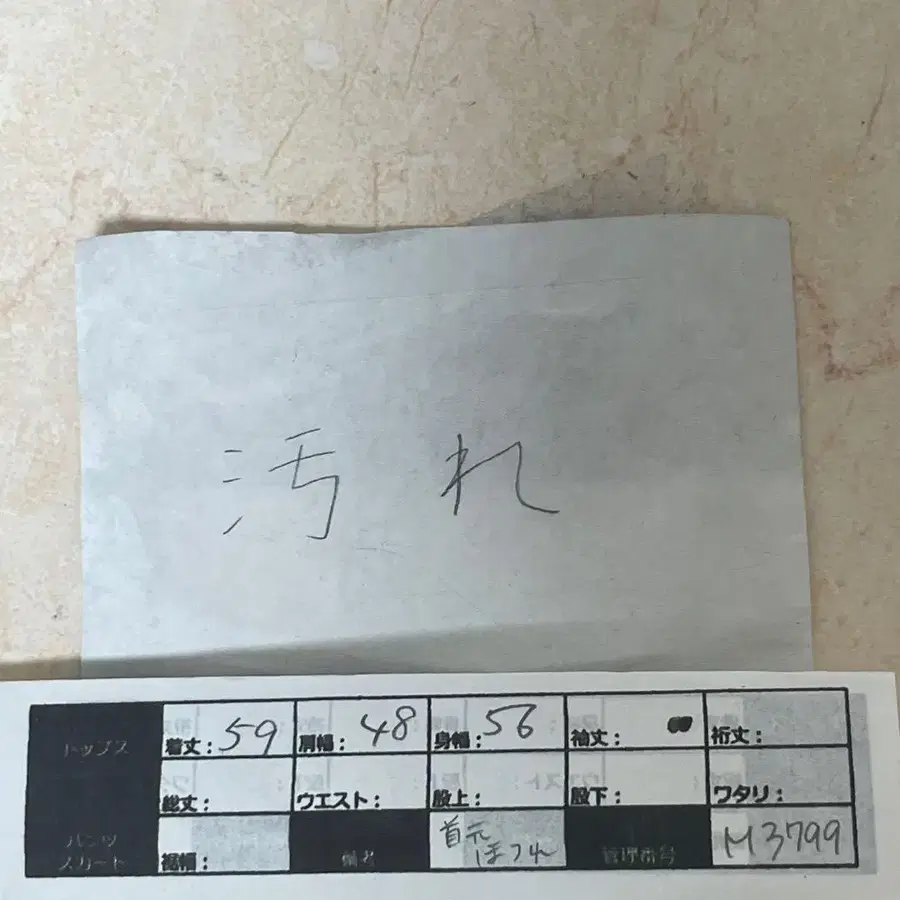 汚れ
トップス 着丈: 59 肩幅: 48 身幅: 56 袖丈: 裄丈:
総丈: ウエスト: 股上: 股下: ワタリ:
パンツ
スカート 裾幅: 備考 首元 ほつれ 管理番号 M3799